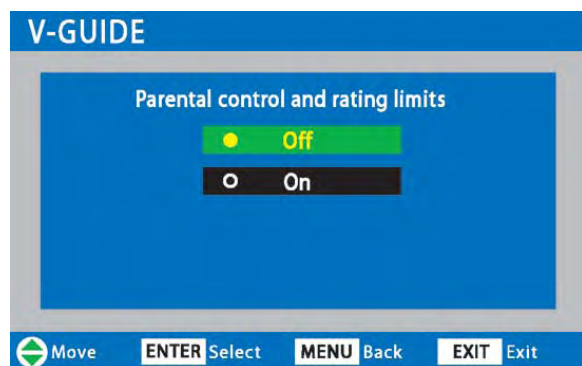 V-GUIDE
Parental control and rating limits
Off
On
Move ENTER Select MENU Back EXIT Exit